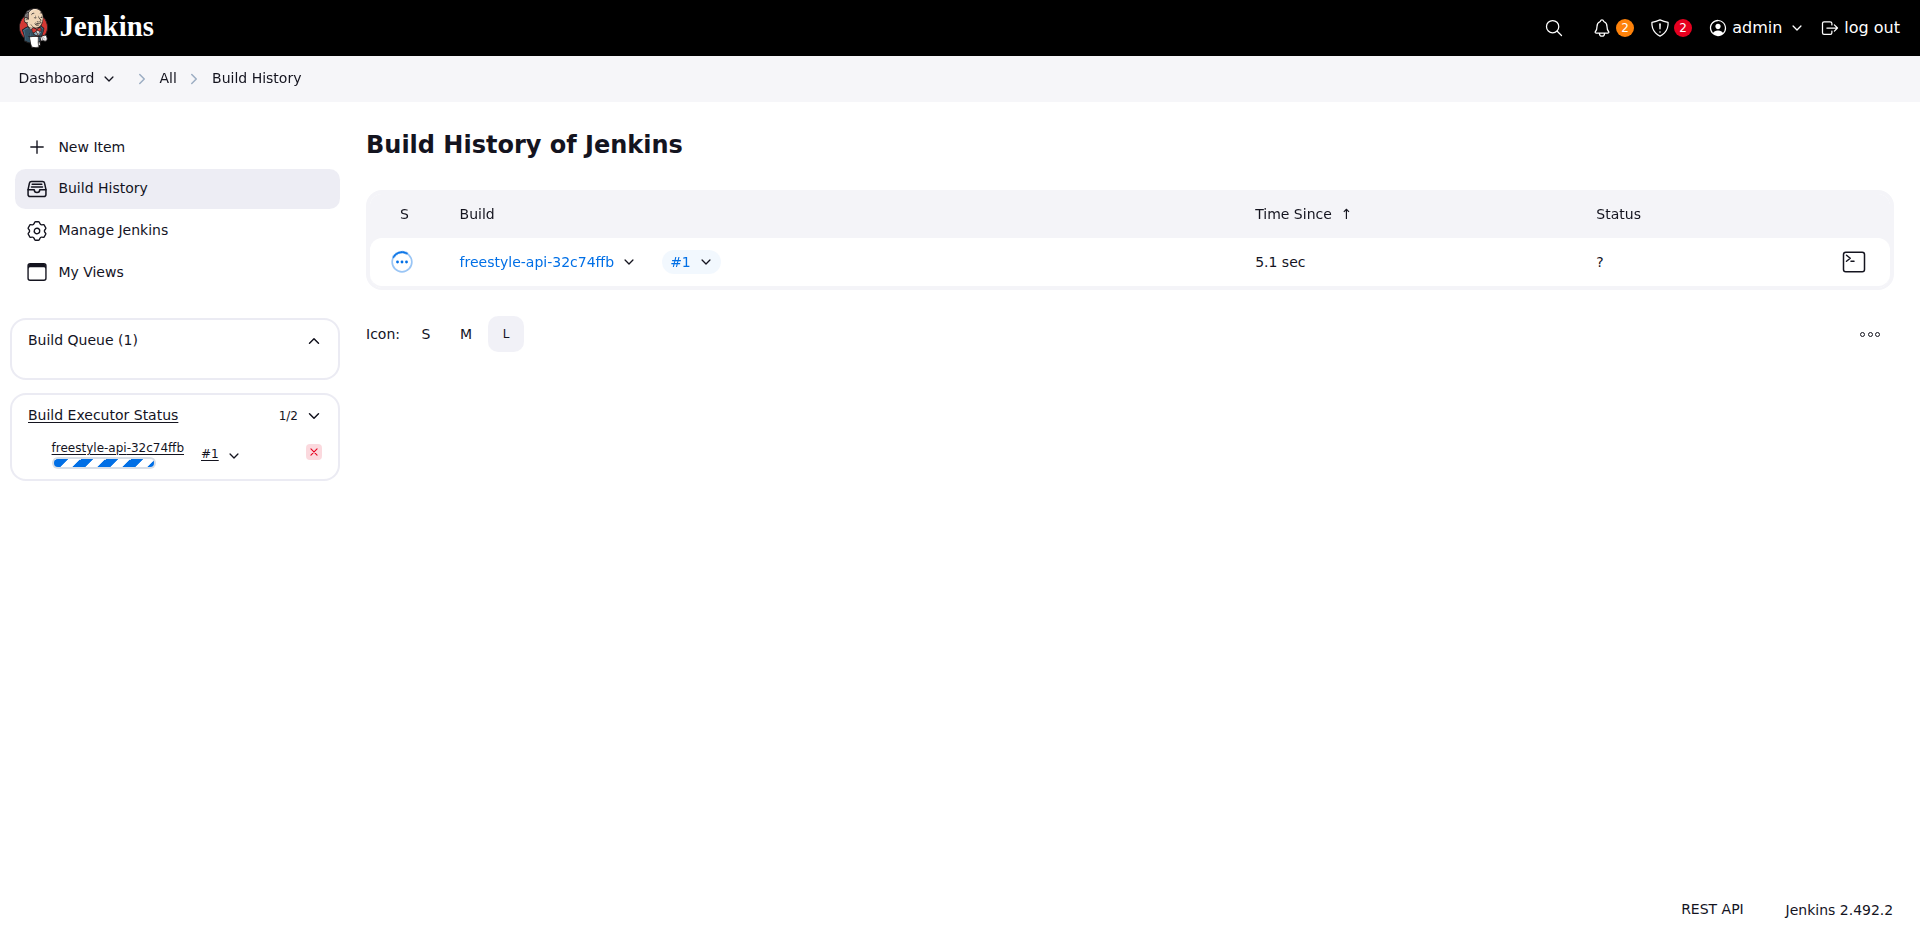 Jenkins
2
2
admin
log out
Dashboard
All
Build History
New Item
Build History
Manage Jenkins
My Views
Build Queue (1)
Build Executor Status
1/2
freestyle-api-32c74ffb
#1
Build History of Jenkins
S Build Time Since ↑ Status
freestyle-api-32c74ffb #1 5.1 sec ?
Icon: S M L
REST API
Jenkins 2.492.2